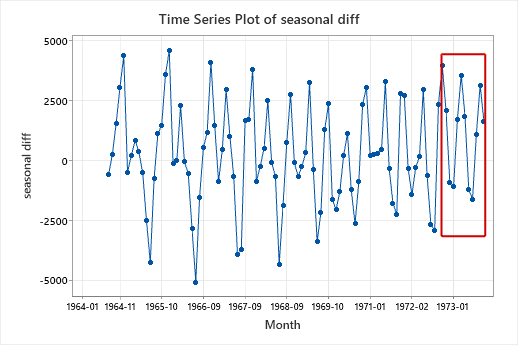 Time Series Plot of seasonal diff
seasonal diff
5000
2500
0
-2500
-5000
1964-01 1964-11 1965-10 1966-09 1967-09 1968-09 1969-10 1971-01 1972-02 1973-01
Month